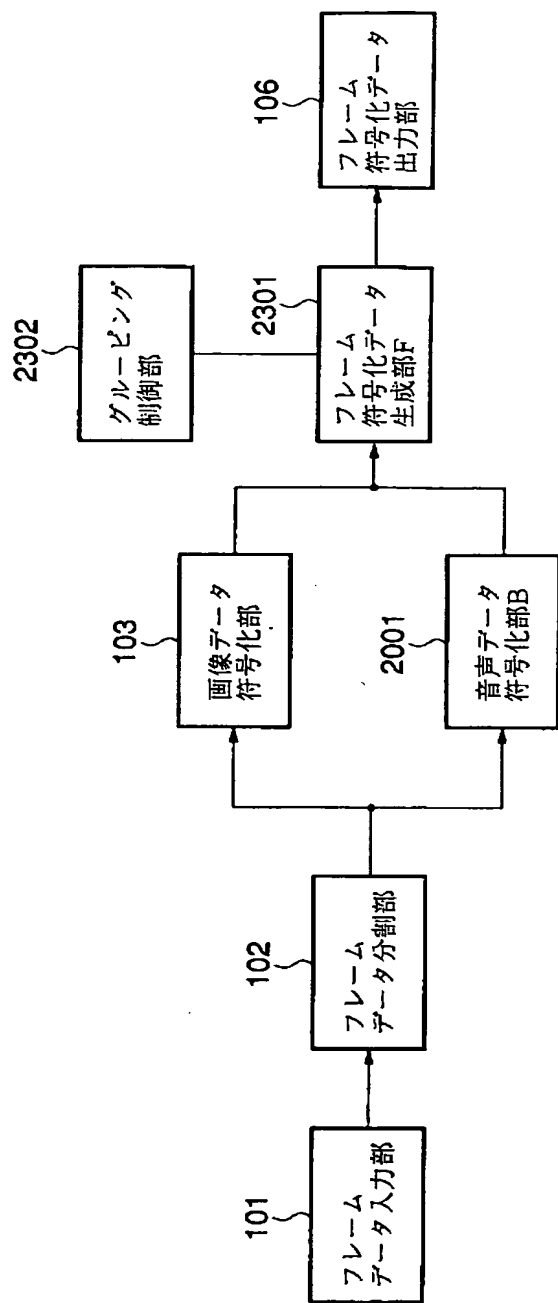 101
フレーム
データ入力部
102
フレーム
データ分割部
103
画像データ
符号化部
2001
音声データ
符号化部B
2302
グルーピング
制御部
2301
フレーム
符号化データ
生成部F
106
フレーム
符号化データ
出力部